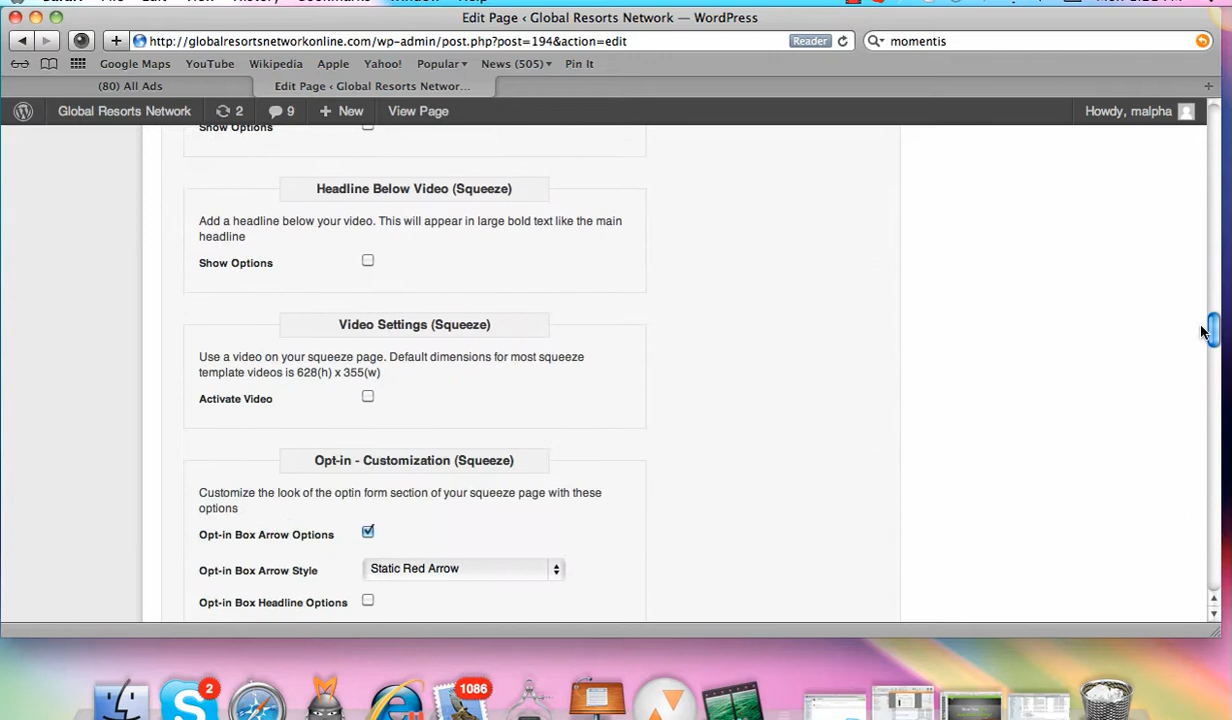 Edit Page ‹ Global Resorts Network — WordPress
http://globalresortsnetworkonline.com/wp-admin/post.php?post=194&action=edit
Reader
momentis
Google Maps YouTube Wikipedia Apple Yahoo! Popular News (505) Pin It
(80) All Ads
Edit Page ‹ Global Resorts Networ...
Global Resorts Network 2 9 + New View Page
Howdy, malpha
Show Options
Headline Below Video (Squeeze)
Add a headline below your video. This will appear in large bold text like the main
headline
Show Options
Video Settings (Squeeze)
Use a video on your squeeze page. Default dimensions for most squeeze
template videos is 628(h) x 355(w)
Activate Video
Opt-in - Customization (Squeeze)
Customize the look of the optin form section of your squeeze page with these
options
Opt-in Box Arrow Options
Opt-in Box Arrow Style
Static Red Arrow
Opt-in Box Headline Options
2
1086